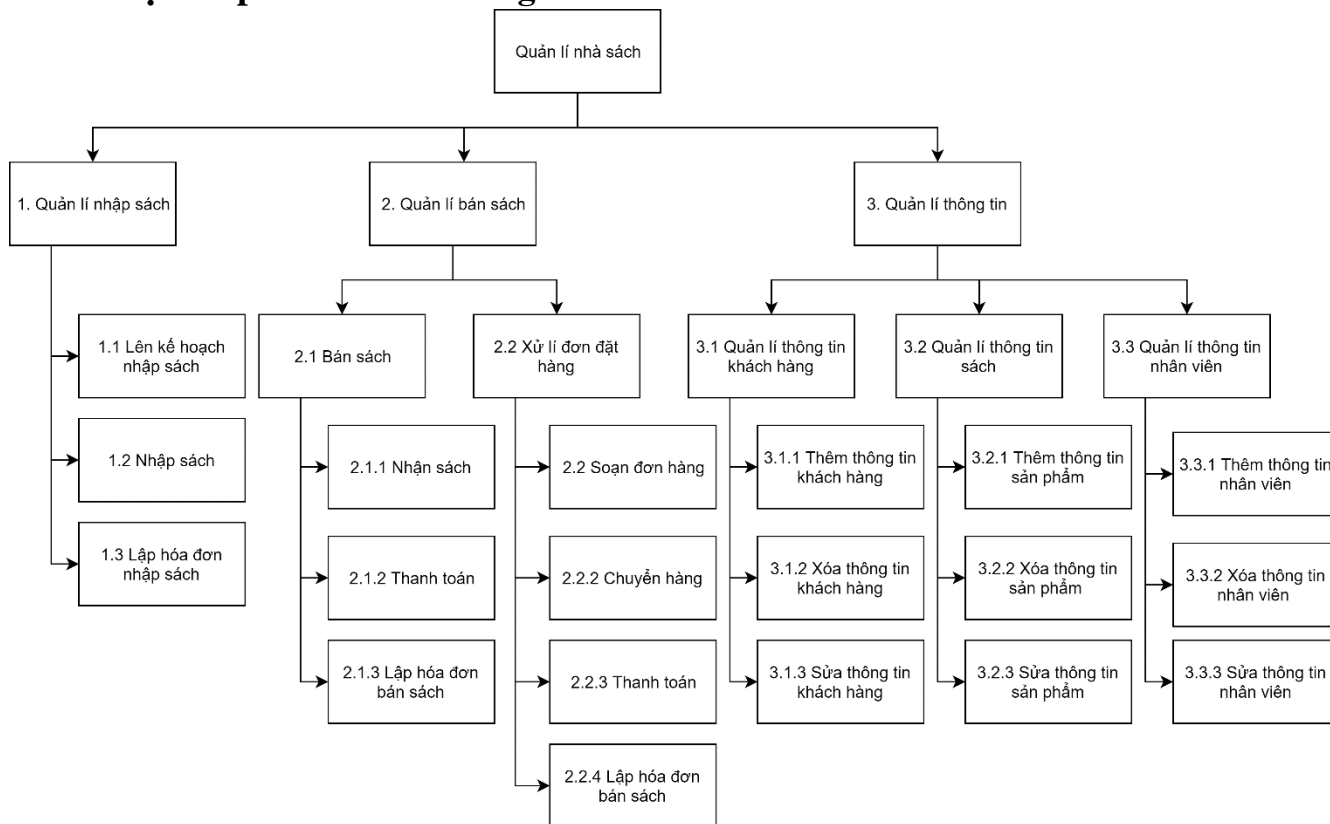 Quản lí nhà sách
1. Quản lí nhập sách
2. Quản lí bán sách
3. Quản lí thông tin
1.1 Lên kế hoạch
nhập sách
1.2 Nhập sách
1.3 Lập hóa đơn
nhập sách
2.1 Bán sách
2.1.1 Nhận sách
2.1.2 Thanh toán
2.1.3 Lập hóa đơn
bán sách
2.2 Xử lí đơn đặt
hàng
2.2 Soạn đơn hàng
2.2.2 Chuyển hàng
2.2.3 Thanh toán
2.2.4 Lập hóa đơn
bán sách
3.1 Quản lí thông tin
khách hàng
3.1.1 Thêm thông tin
khách hàng
3.1.2 Xóa thông tin
khách hàng
3.1.3 Sửa thông tin
khách hàng
3.2 Quản lí thông tin
sách
3.2.1 Thêm thông tin
sản phẩm
3.2.2 Xóa thông tin
sản phẩm
3.2.3 Sửa thông tin
sản phẩm
3.3 Quản lí thông tin
nhân viên
3.3.1 Thêm thông tin
nhân viên
3.3.2 Xóa thông tin
nhân viên
3.3.3 Sửa thông tin
nhân viên